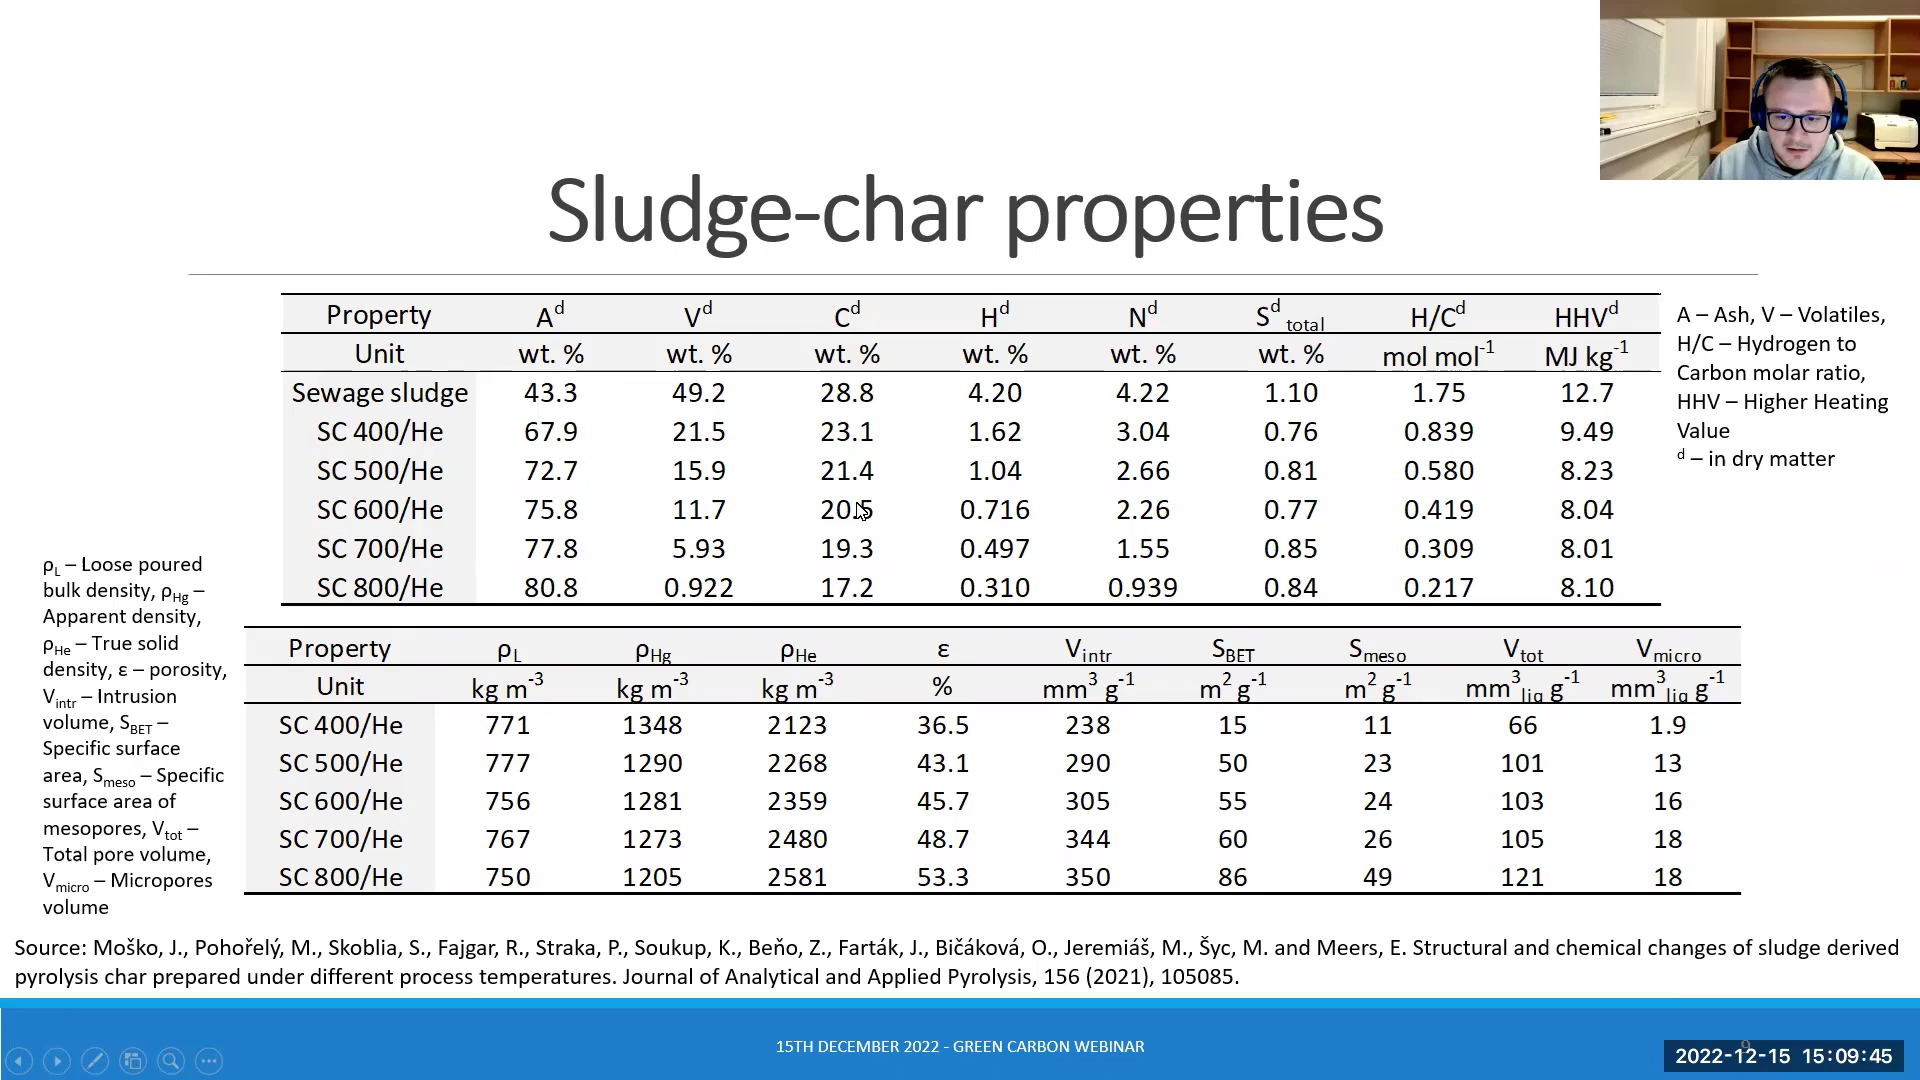 Sludge-char properties
Property A^d V^d C^d H^d N^d S^d_total H/C^d HHV^d
Unit wt. % wt. % wt. % wt. % wt. % wt. % mol mol^-1 MJ kg^-1
Sewage sludge 43.3 49.2 28.8 4.20 4.22 1.10 1.75 12.7
SC 400/He 67.9 21.5 23.1 1.62 3.04 0.76 0.839 9.49
SC 500/He 72.7 15.9 21.4 1.04 2.66 0.81 0.580 8.23
SC 600/He 75.8 11.7 20.5 0.716 2.26 0.77 0.419 8.04
SC 700/He 77.8 5.93 19.3 0.497 1.55 0.85 0.309 8.01
SC 800/He 80.8 0.922 17.2 0.310 0.939 0.84 0.217 8.10
A – Ash, V – Volatiles,
H/C – Hydrogen to
Carbon molar ratio,
HHV – Higher Heating
Value
^d – in dry matter
ρ_L – Loose poured
bulk density, ρ_Hg –
Apparent density,
ρ_He – True solid
density, ε – porosity,
V_intr – Intrusion
volume, S_BET –
Specific surface
area, S_meso – Specific
surface area of
mesopores, V_tot –
Total pore volume,
V_micro – Micropores
volume
Property ρ_L ρ_Hg ρ_He ε V_intr S_BET S_meso V_tot V_micro
Unit kg m^-3 kg m^-3 kg m^-3 % mm^3 g^-1 m^2 g^-1 m^2 g^-1 mm^3_liq g^-1 mm^3_liq g^-1
SC 400/He 771 1348 2123 36.5 238 15 11 66 1.9
SC 500/He 777 1290 2268 43.1 290 50 23 101 13
SC 600/He 756 1281 2359 45.7 305 55 24 103 16
SC 700/He 767 1273 2480 48.7 344 60 26 105 18
SC 800/He 750 1205 2581 53.3 350 86 49 121 18
Source: Moško, J., Pohořelý, M., Skoblia, S., Fajgar, R., Straka, P., Soukup, K., Beňo, Z., Farták, J., Bičáková, O., Jeremiáš, M., Šyc, M. and Meers, E. Structural and chemical changes of sludge derived
pyrolysis char prepared under different process temperatures. Journal of Analytical and Applied Pyrolysis, 156 (2021), 105085.
15TH DECEMBER 2022 - GREEN CARBON WEBINAR
9
2022-12-15 15:09:45